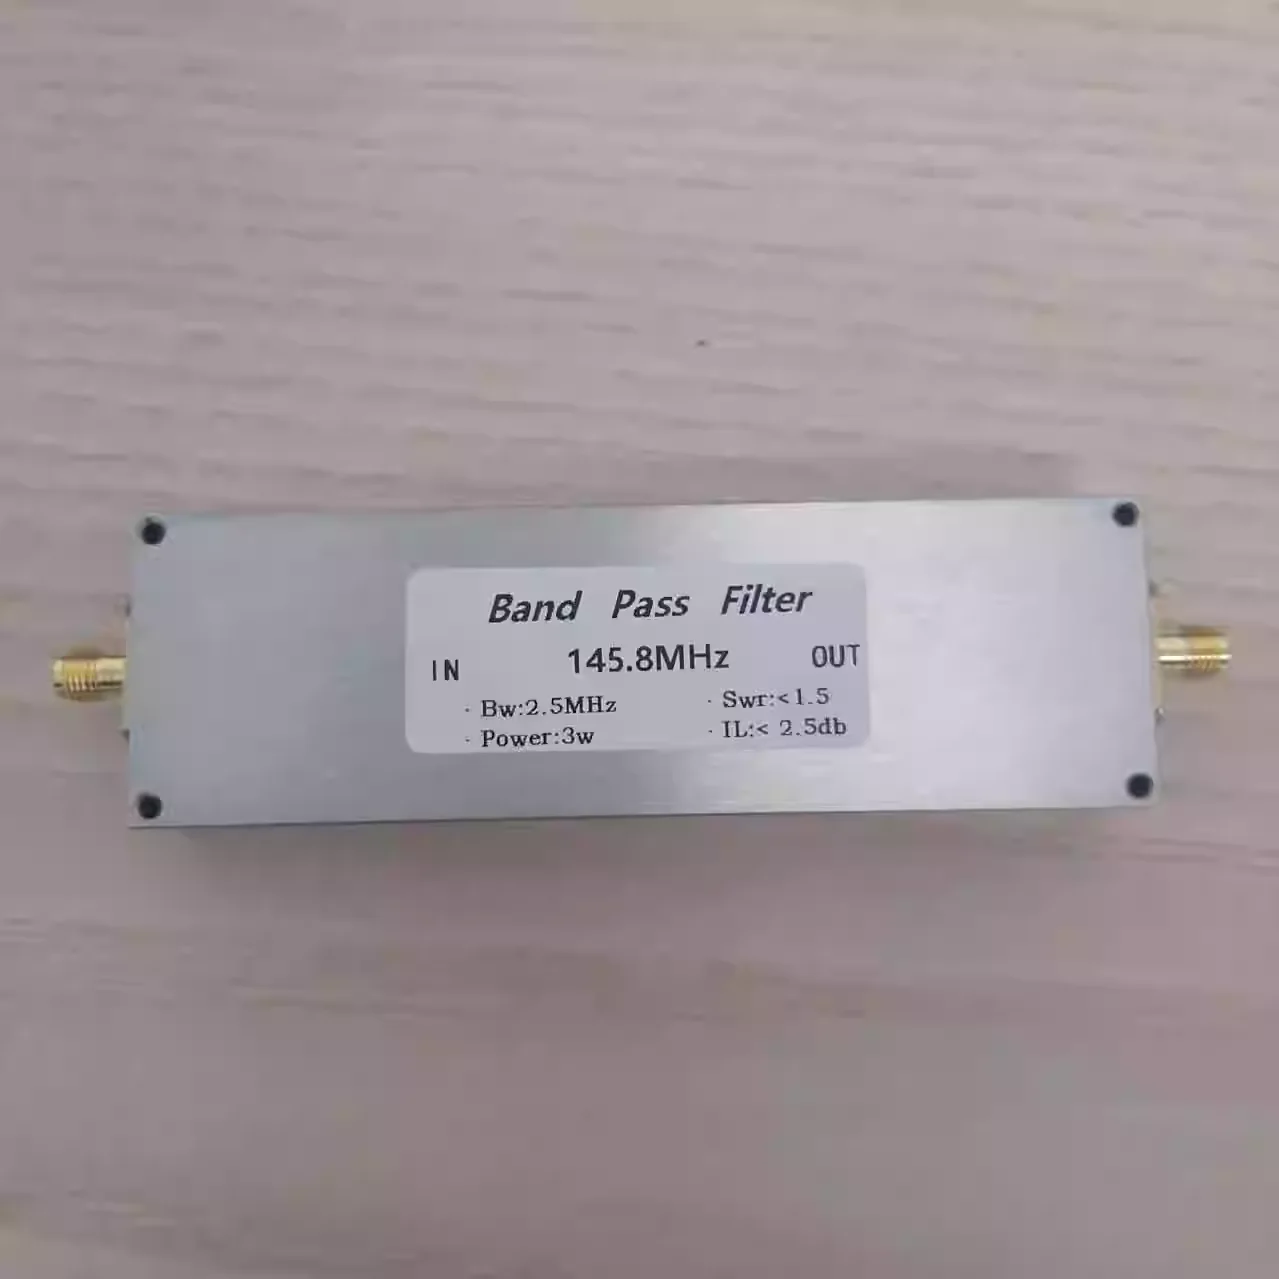 Band Pass Filter
IN 145.8MHz OUT
· Bw:2.5MHz · Swr:<1.5
· Power:3w · IL:< 2.5db